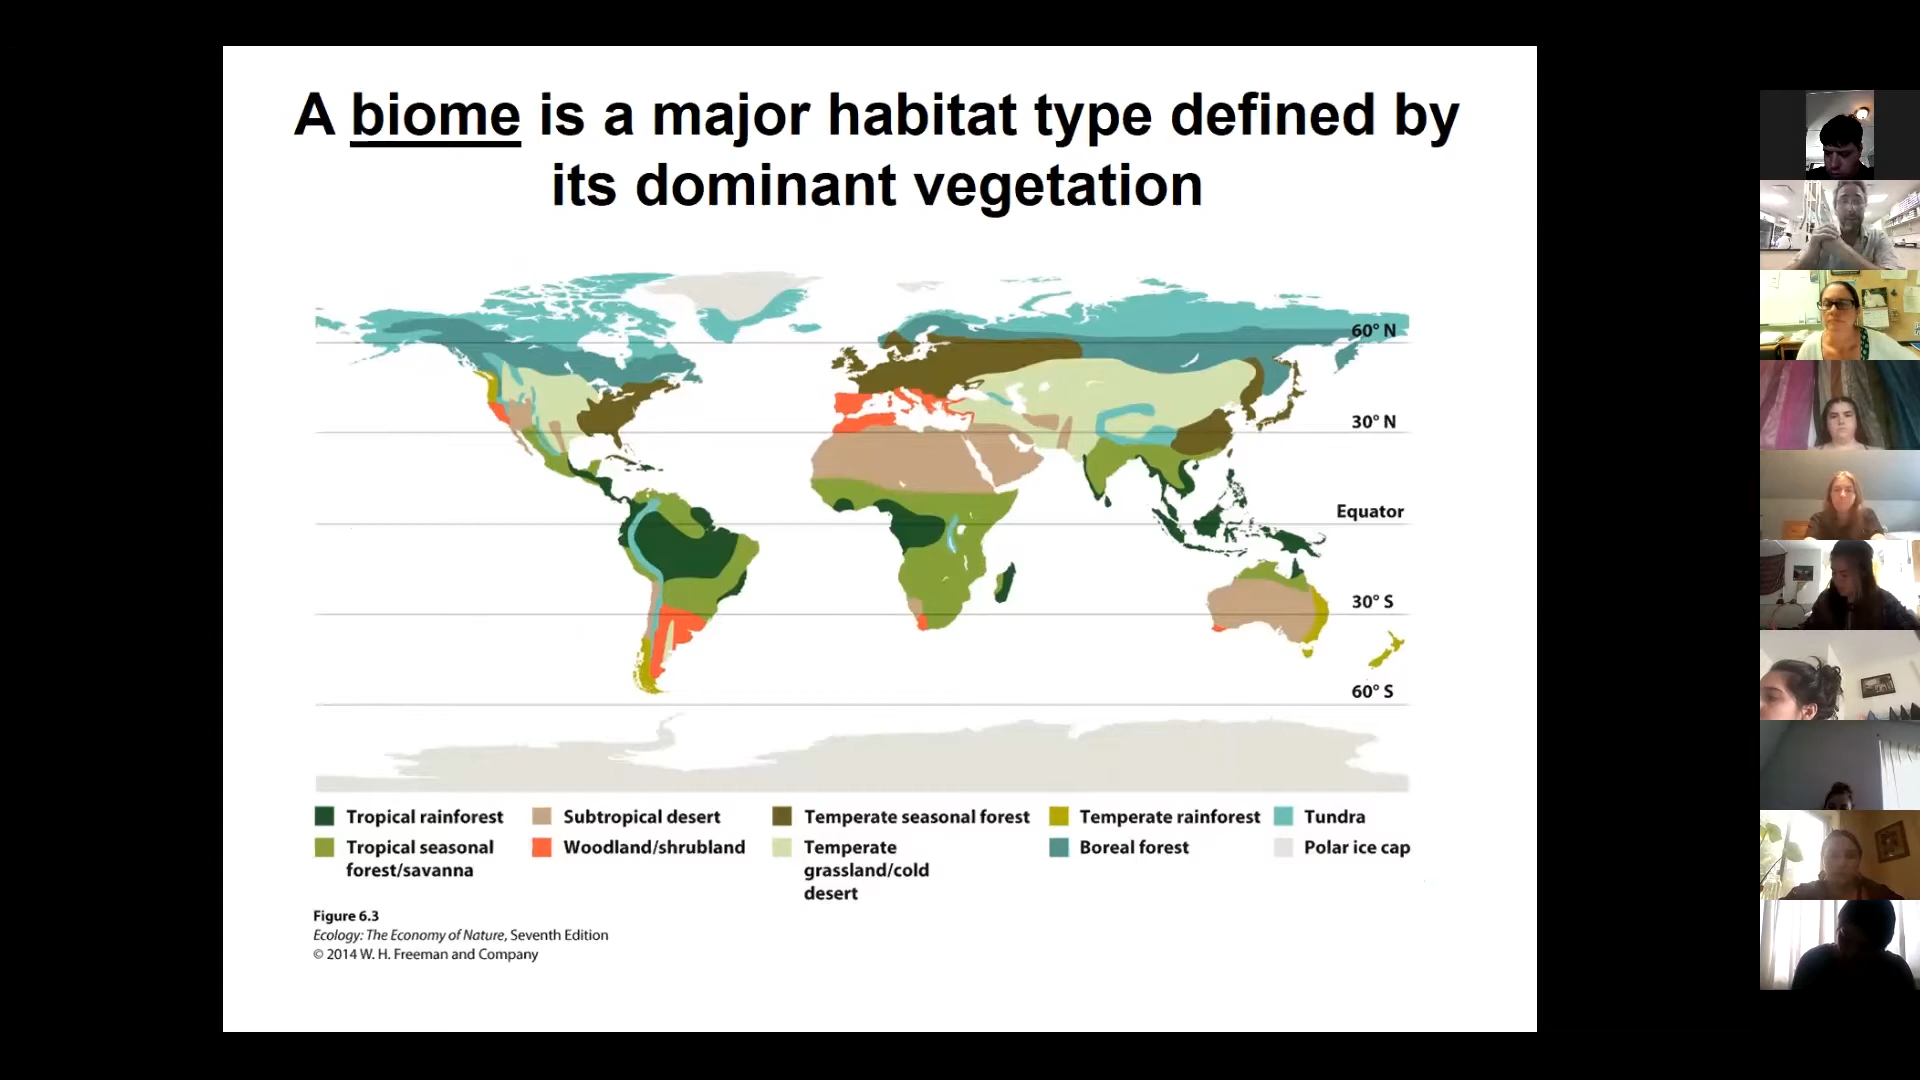 A biome is a major habitat type defined by
its dominant vegetation
60° N
30° N
Equator
30° S
60° S
Tropical rainforest
Subtropical desert
Temperate seasonal forest
Temperate rainforest
Tundra
Tropical seasonal
forest/savanna
Woodland/shrubland
Temperate
grassland/cold
desert
Boreal forest
Polar ice cap
Figure 6.3
Ecology: The Economy of Nature, Seventh Edition
© 2014 W. H. Freeman and Company